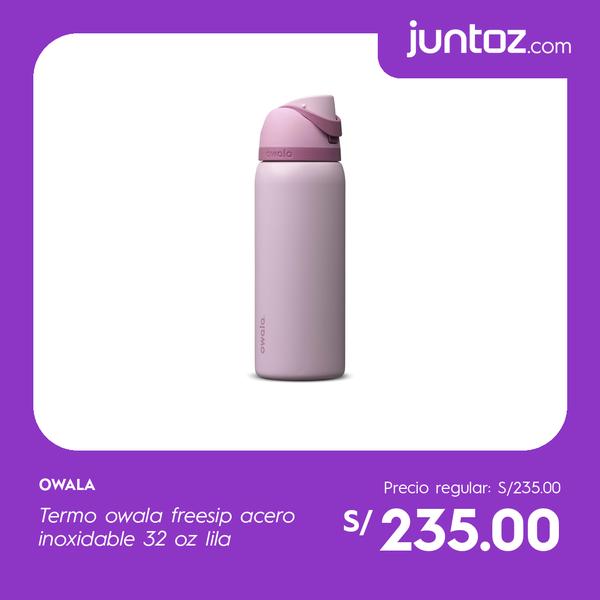 juntoz.com
owala
owala
OWALA
Termo owala freesip acero
inoxidable 32 oz lila
Precio regular: S/235.00
S/ 235.00